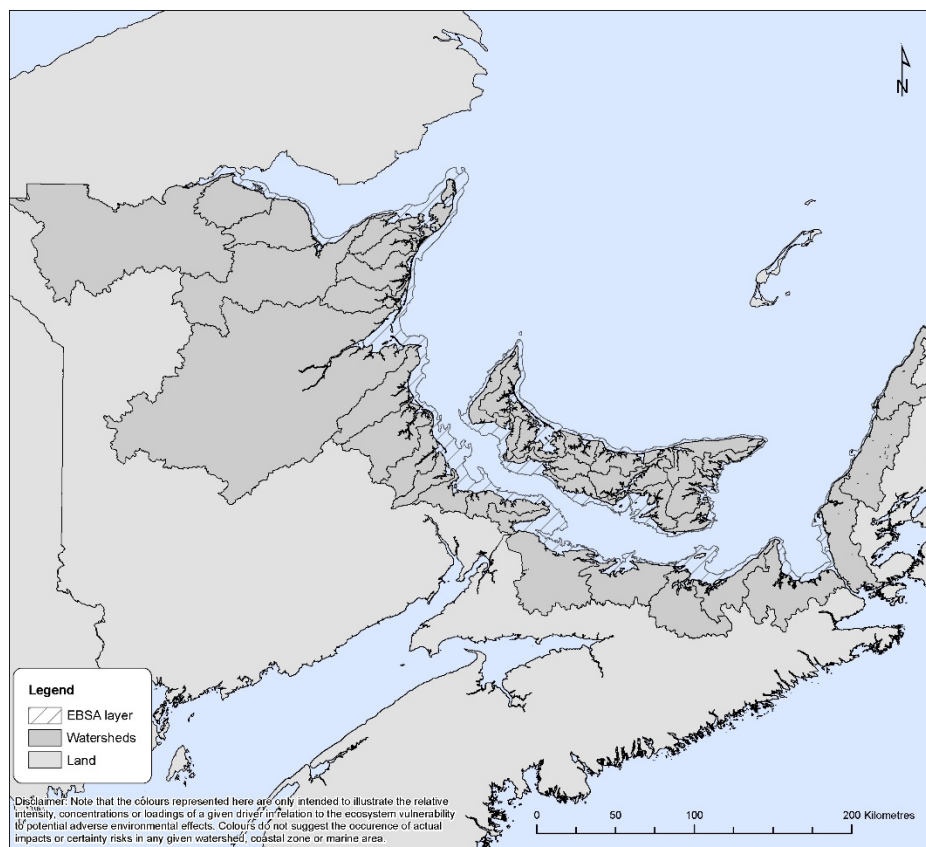 N
Legend
EBSA layer
Watersheds
Land
Disclaimer: Note that the colours represented here are only intended to illustrate the relative
intensity, concentrations or loadings of a given driver in relation to the ecosystem vulnerability
to potential adverse environmental effects. Colours do not suggest the occurence of actual
impacts or certainty risks in any given watershed, coastal zone or marine area.
0 50 100 200 Kilometres